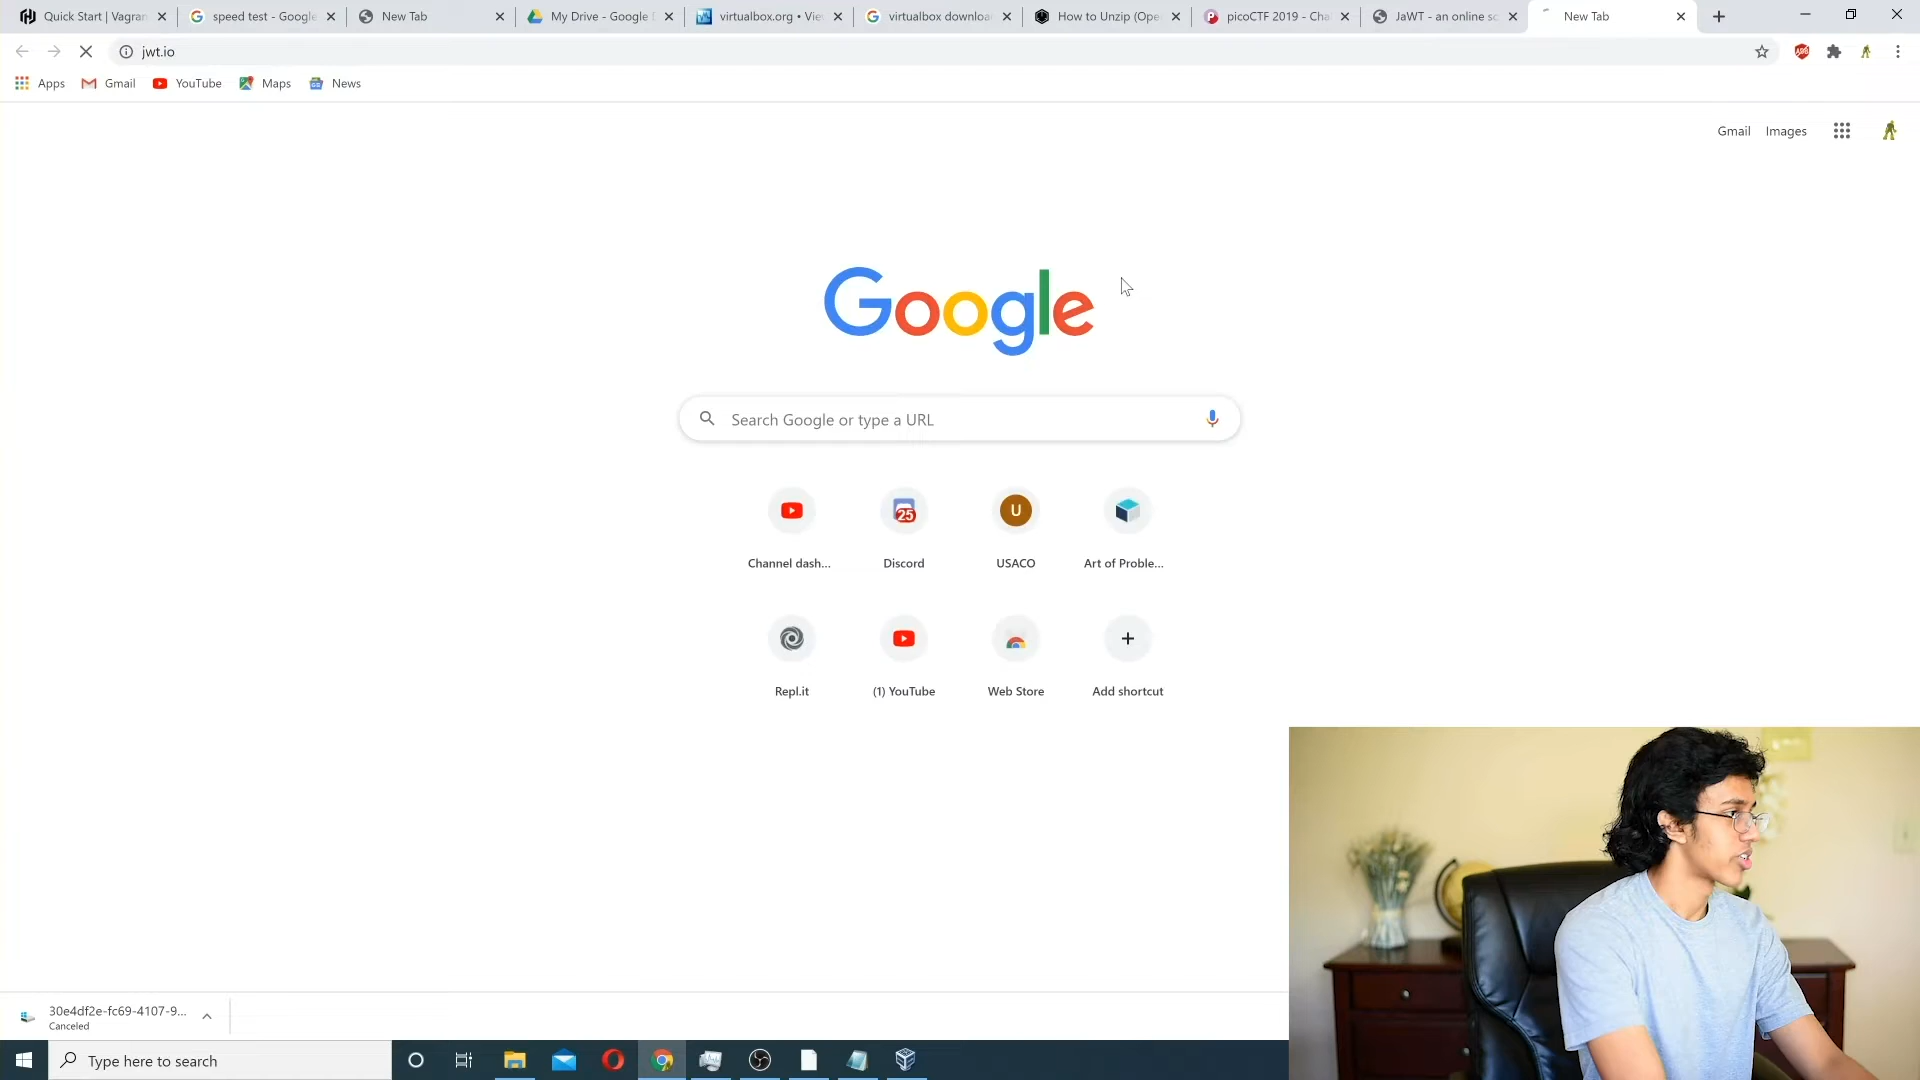 Quick Start | Vagran
speed test - Google
New Tab
My Drive - Google D
virtualbox.org • Vie
virtualbox downloa
How to Unzip (Ope
picoCTF 2019 - Cha
JaWT - an online sc
New Tab
jwt.io
Apps
Gmail
YouTube
Maps
News
Gmail
Images
Google
Search Google or type a URL
25
U
Channel dash...
Discord
USACO
Art of Proble...
Repl.it
(1) YouTube
Web Store
Add shortcut
30e4df2e-fc69-4107-9...
Canceled
Type here to search